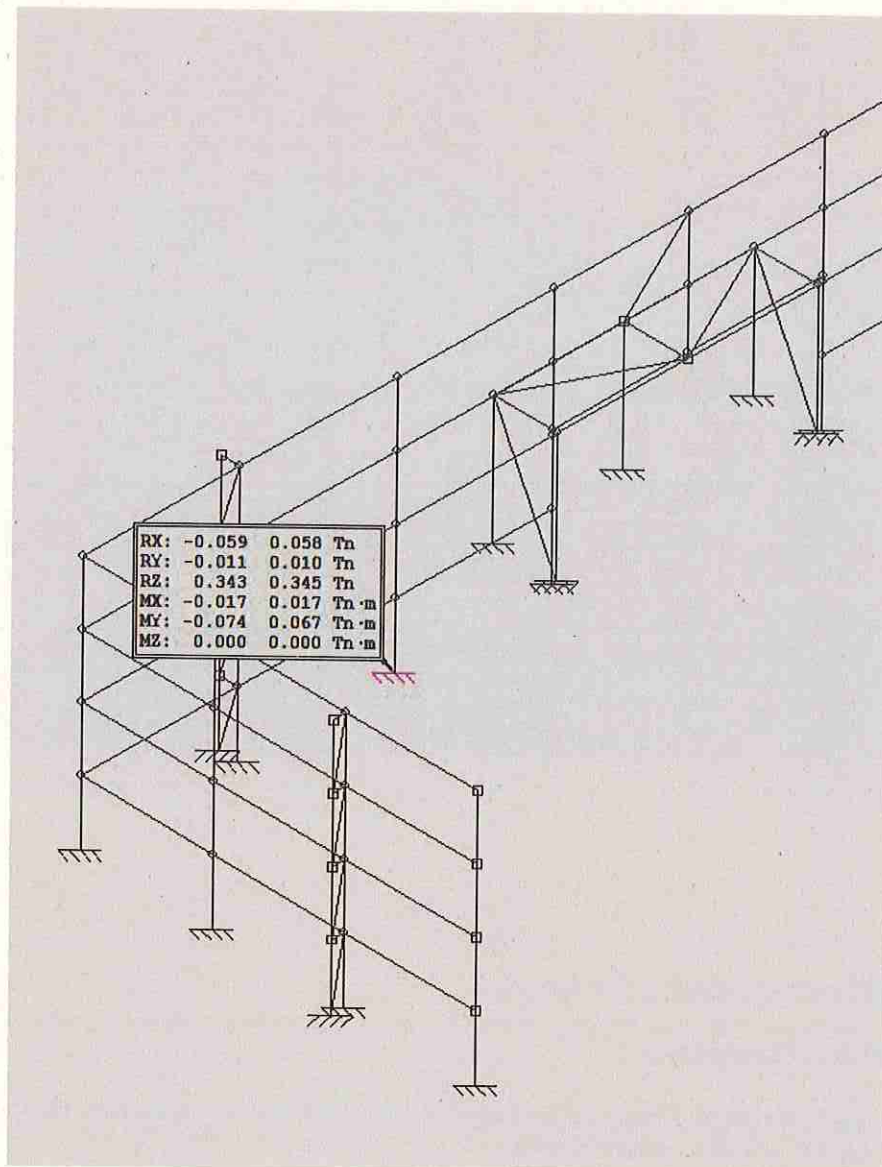 RX: -0.059 0.058 Tn
RY: -0.011 0.010 Tn
RZ: 0.343 0.345 Tn
MX: -0.017 0.017 Tn·m
MY: -0.074 0.067 Tn·m
MZ: 0.000 0.000 Tn·m